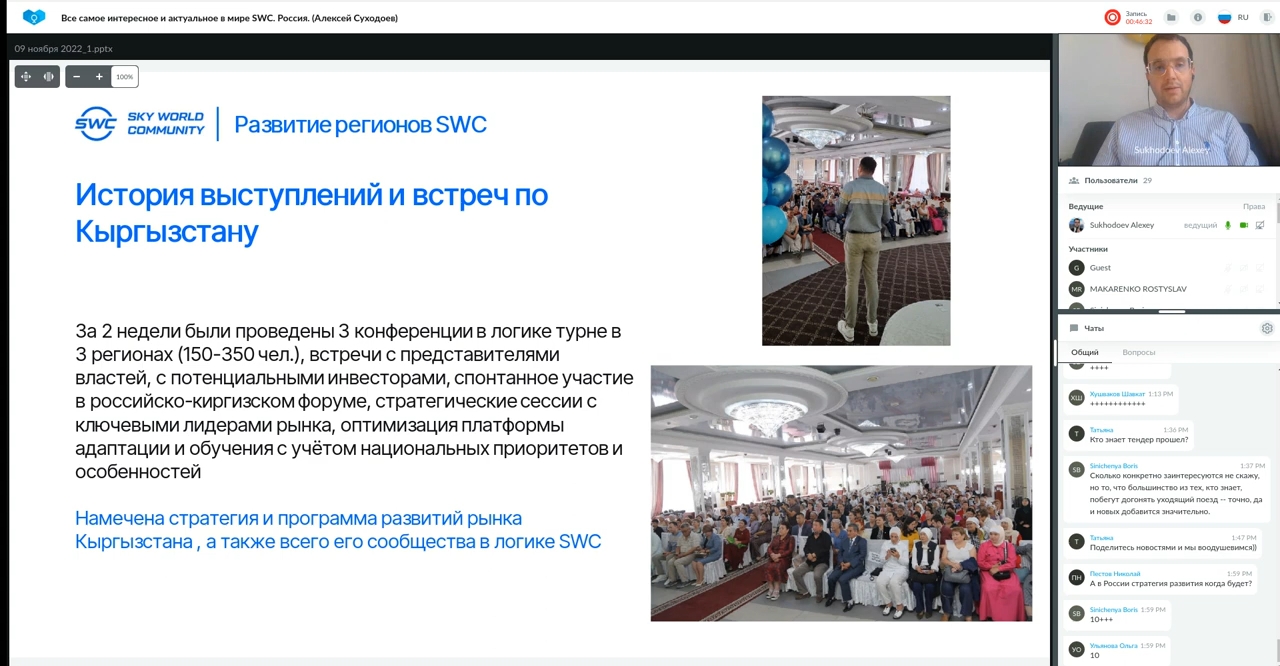 Все самое интересное и актуальное в мире SWC. Россия. (Алексей Суходоев)
Запись
00:46:32
RU
09 ноября 2022_1.pptx
100%
SWC
SKY WORLD
COMMUNITY
Развитие регионов SWC
История выступлений и встреч по
Кыргызстану
За 2 недели были проведены 3 конференции в логике турне в
3 регионах (150-350 чел.), встречи с представителями
властей, с потенциальными инвесторами, спонтанное участие
в российско-киргизском форуме, стратегические сессии с
ключевыми лидерами рынка, оптимизация платформы
адаптации и обучения с учётом национальных приоритетов и
особенностей
Намечена стратегия и программа развитий рынка
Кыргызстана , а также всего его сообщества в логике SWC
Sukhodoev Alexey
Пользователи 29
Ведущие
Права
Sukhodoev Alexey
ведущий
Участники
G
Guest
MR
MAKARENKO ROSTYSLAV
Чаты
Общий
Вопросы
++++
ХШ
Хушваков Шавкат 1:13 PM
++++++++++++
Т
Татьяна 1:36 PM
Кто знает тендер прошел?
SB
Sinichenya Boris 1:37 PM
Сколько конкретно заинтересуются не скажу,
но то, что большинство из тех, кто знает,
побегут догонять уходящий поезд -- точно, да
и новых добавится значительно.
Т
Татьяна 1:47 PM
Поделитесь новостями и мы воодушевимся))
ПН
Пестов Николай 1:59 PM
А в России стратегия развития когда будет?
SB
Sinichenya Boris 1:59 PM
10+++
УО
Ульянова Ольга 1:59 PM
10